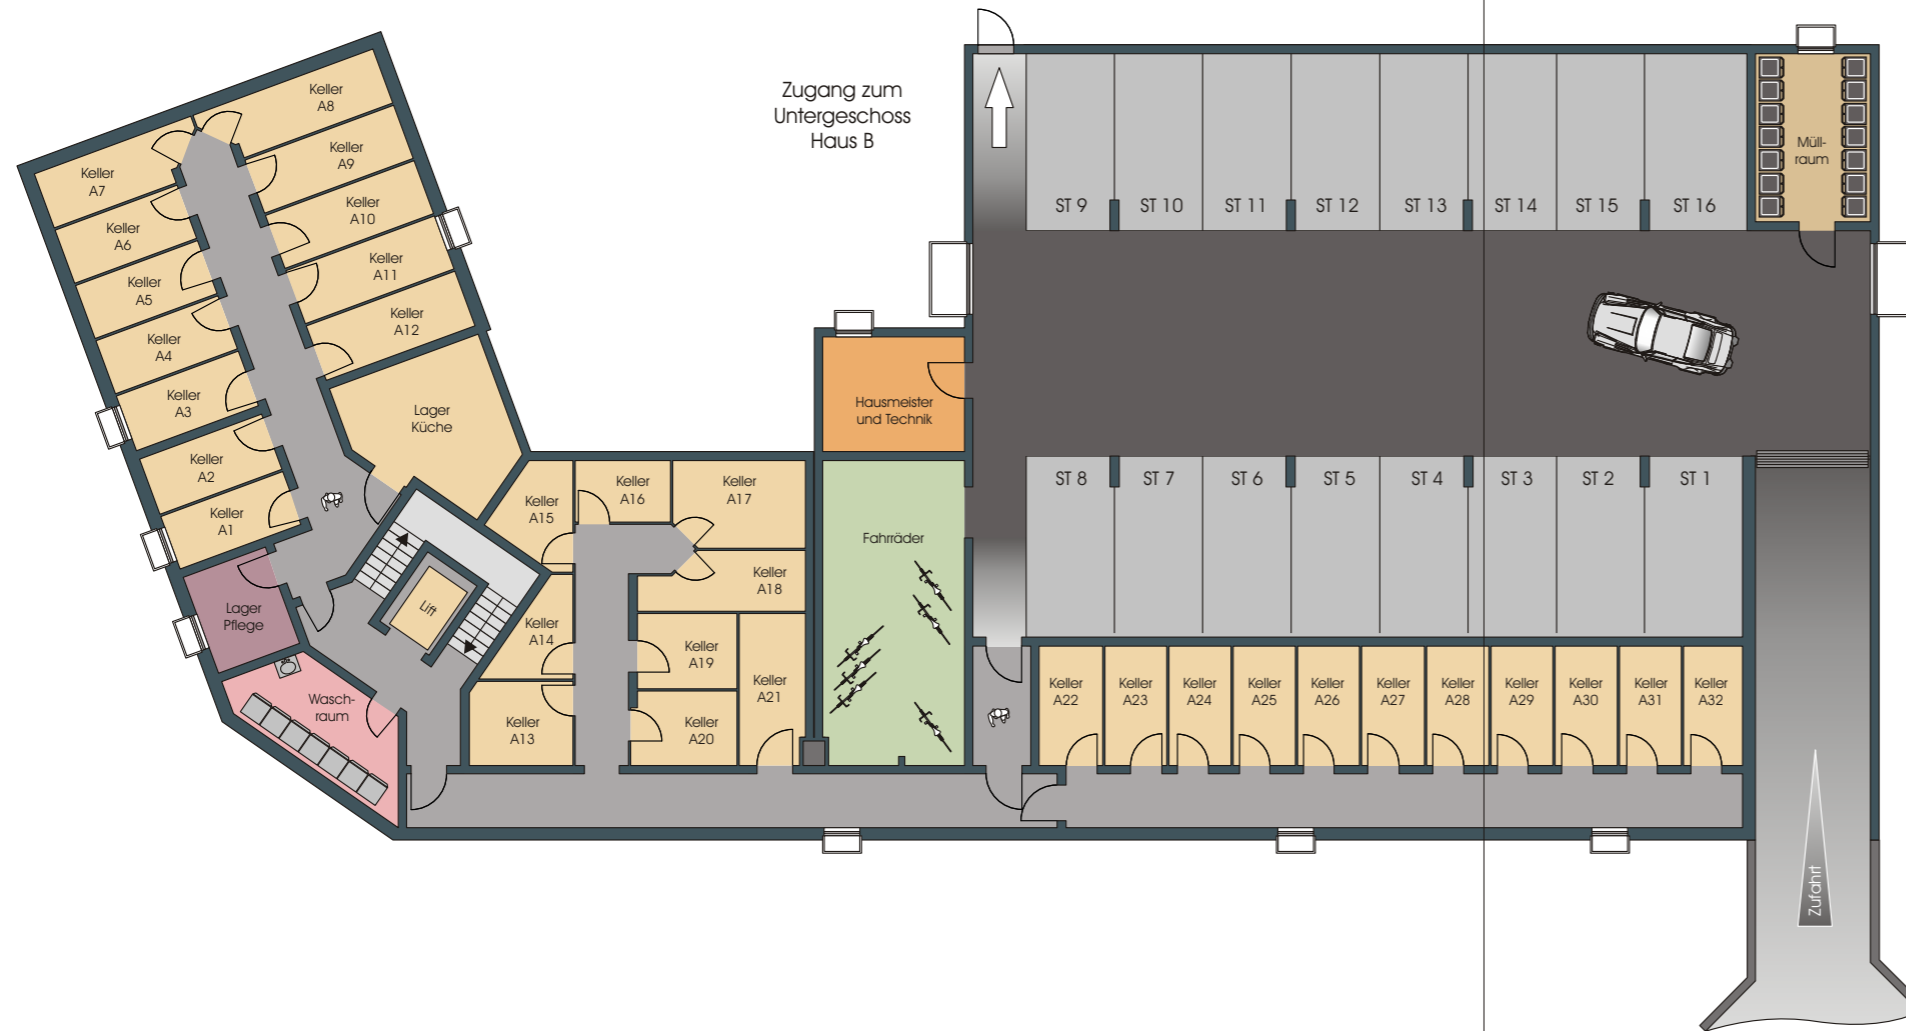 Zugang zum
Untergeschoss
Haus B
Keller
A8
Keller
A7
Keller
A9
Keller
A6
Keller
A10
Keller
A5
Keller
A11
Keller
A4
Keller
A12
Keller
A3
Lager
Küche
Keller
A2
Keller
A1
Lager
Pflege
Wasch-
raum
Lift
Keller
A15
Keller
A16
Keller
A17
Keller
A18
Keller
A14
Keller
A19
Keller
A21
Keller
A13
Keller
A20
Hausmeister
und Technik
Fahrräder
ST 9
ST 10
ST 11
ST 12
ST 13
ST 14
ST 15
ST 16
Müll-
raum
ST 8
ST 7
ST 6
ST 5
ST 4
ST 3
ST 2
ST 1
Keller
A22
Keller
A23
Keller
A24
Keller
A25
Keller
A26
Keller
A27
Keller
A28
Keller
A29
Keller
A30
Keller
A31
Keller
A32
Zufahrt